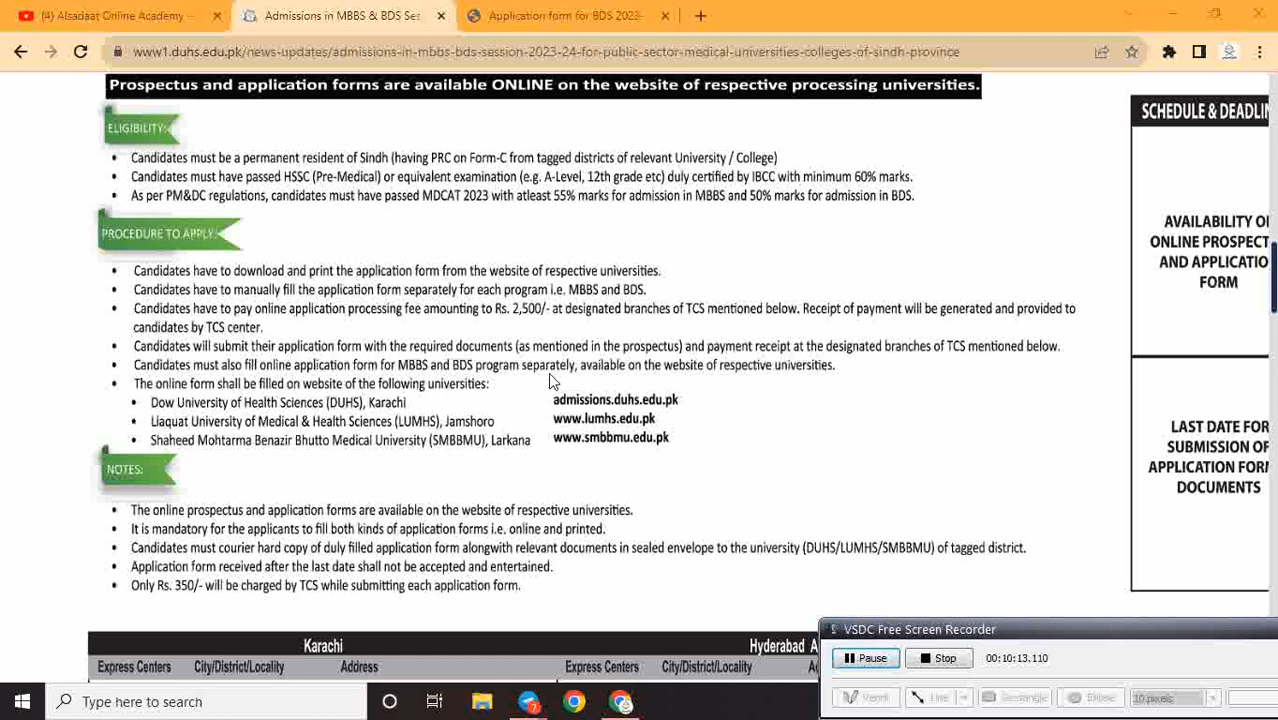 (4) Alsadaat Online Academy
Admissions in MBBS & BDS Ses
Application form for BDS 2023-
www1.duhs.edu.pk/news-updates/admissions-in-mbbs-bds-session-2023-24-for-public-sector-medical-universities-colleges-of-sindh-province
Prospectus and application forms are available ONLINE on the website of respective processing universities.
ELIGIBILITY:
• Candidates must be a permanent resident of Sindh (having PRC on Form-C from tagged districts of relevant University / College)
• Candidates must have passed HSSC (Pre-Medical) or equivalent examination (e.g. A-Level, 12th grade etc) duly certified by IBCC with minimum 60% marks.
• As per PM&DC regulations, candidates must have passed MDCAT 2023 with atleast 55% marks for admission in MBBS and 50% marks for admission in BDS.
PROCEDURE TO APPLY:
• Candidates have to download and print the application form from the website of respective universities.
• Candidates have to manually fill the application form separately for each program i.e. MBBS and BDS.
• Candidates have to pay online application processing fee amounting to Rs. 2,500/- at designated branches of TCS mentioned below. Receipt of payment will be generated and provided to
candidates by TCS center.
• Candidates will submit their application form with the required documents (as mentioned in the prospectus) and payment receipt at the designated branches of TCS mentioned below.
• Candidates must also fill online application form for MBBS and BDS program separately, available on the website of respective universities.
• The online form shall be filled on website of the following universities:
• Dow University of Health Sciences (DUHS), Karachi admissions.duhs.edu.pk
• Liaquat University of Medical & Health Sciences (LUMHS), Jamshoro www.lumhs.edu.pk
• Shaheed Mohtarma Benazir Bhutto Medical University (SMBBMU), Larkana www.smbbmu.edu.pk
NOTES:
• The online prospectus and application forms are available on the website of respective universities.
• It is mandatory for the applicants to fill both kinds of application forms i.e. online and printed.
• Candidates must courier hard copy of duly filled application form alongwith relevant documents in sealed envelope to the university (DUHS/LUMHS/SMBBMU) of tagged district.
• Application form received after the last date shall not be accepted and entertained.
• Only Rs. 350/- will be charged by TCS while submitting each application form.
SCHEDULE & DEADLIN
AVAILABILITY O
ONLINE PROSPECT
AND APPLICATIO
FORM
LAST DATE FOR
SUBMISSION OF
APPLICATION FORM
DOCUMENTS
Karachi
Hyderabad A
Express Centers City/District/Locality Address
Express Centers City/District/Locality
VSDC Free Screen Recorder
Pause
Stop
00:10:13.110
Line
Rectangle
Ellipse
10 pixels
Type here to search
7